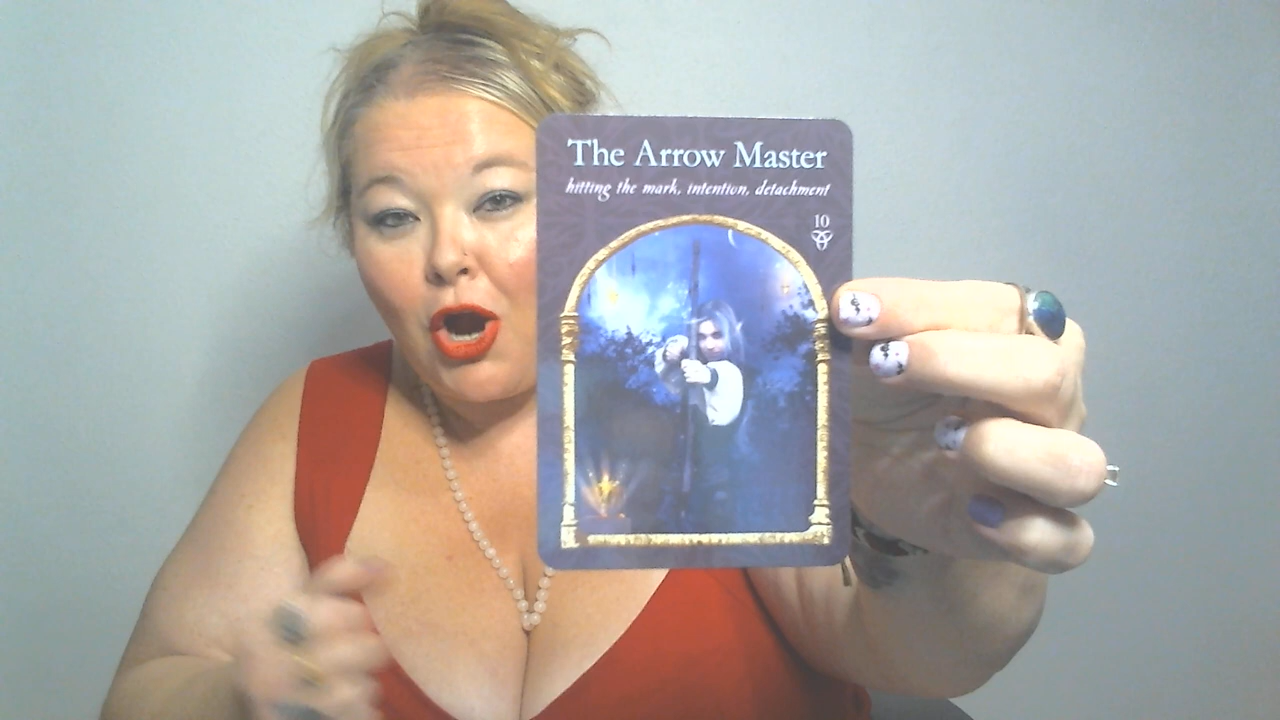 The Arrow Master
hitting the mark, intention, detachment
10